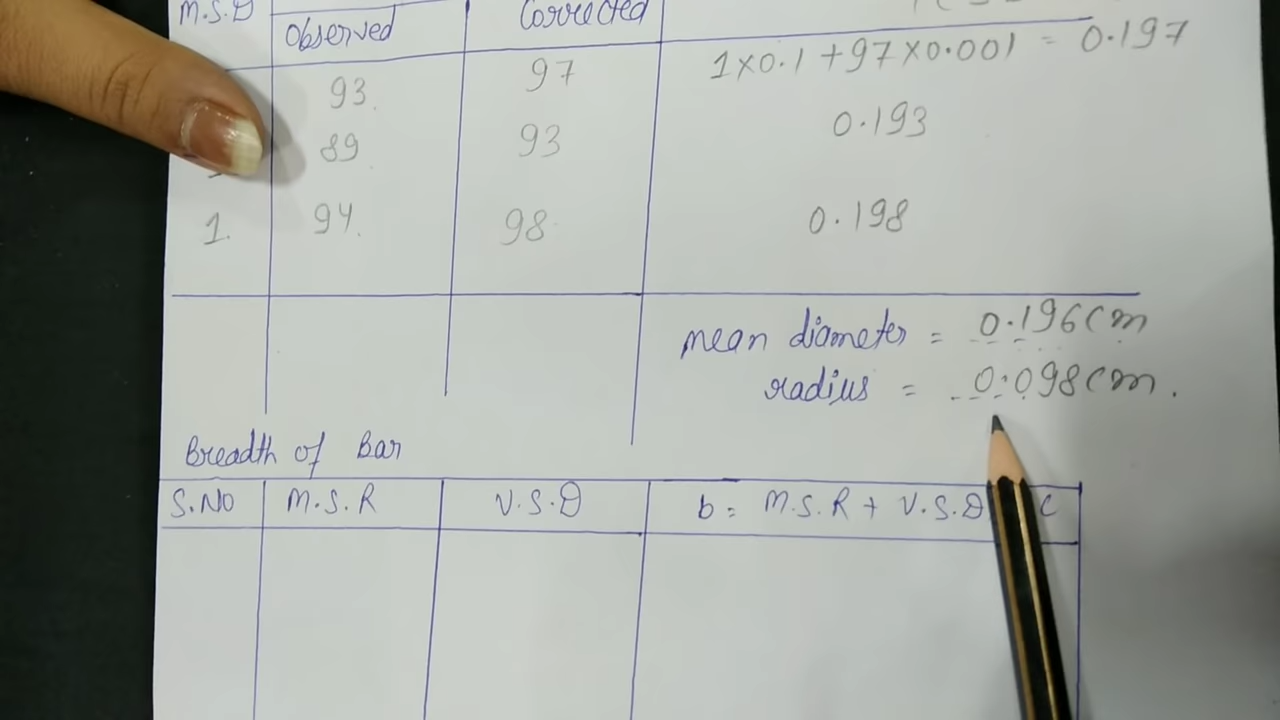 M.S.D Observed Corrected
93. 97 1×0.1 + 97×0.001 = 0.197
89 93 0.193
1. 94. 98 0.198
mean diameter = 0.196 cm
radius = 0.098 cm.
Breadth of Bar
S.No M.S.R V.S.D b = M.S.R + V.S.D C